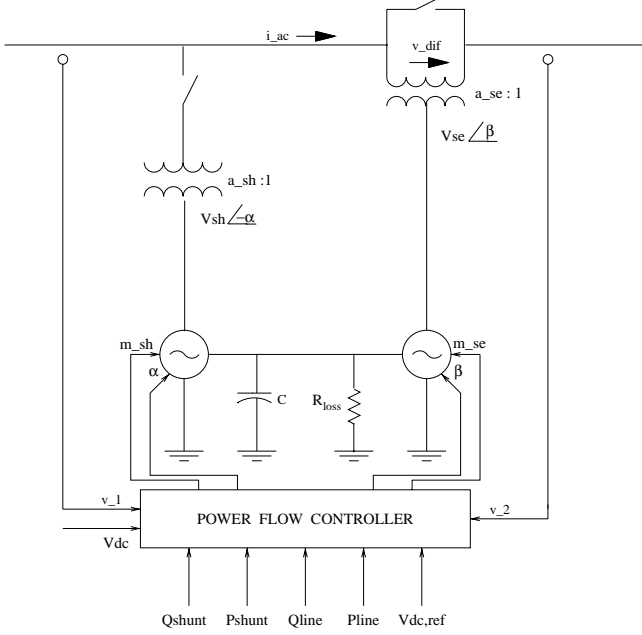 i_ac
v_dif
a_se : 1
Vse∠β
a_sh :1
Vsh∠-α
m_sh
m_se
α
β
C
R_loss
v_1
v_2
POWER FLOW CONTROLLER
Vdc
Qshunt Pshunt Qline Pline Vdc,ref